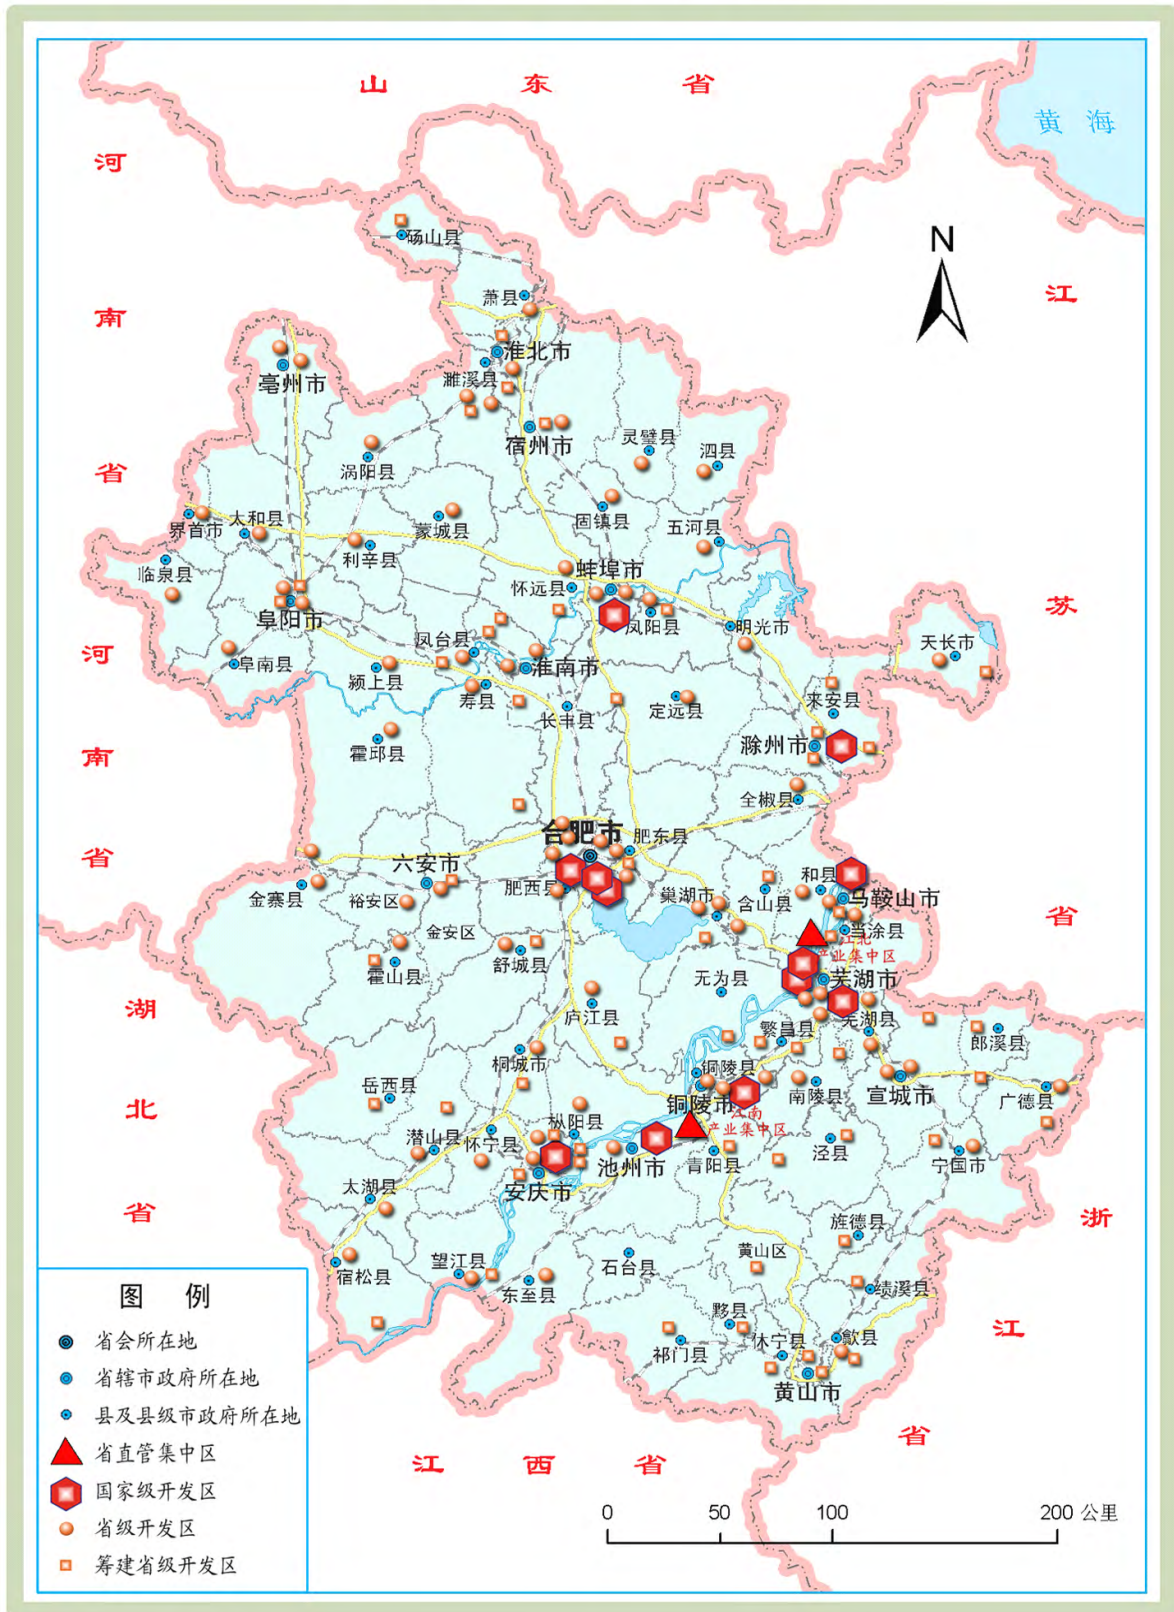 山 东 省
黄 海
河
N
砀山县
江
萧县
南
淮北市
濉溪县
亳州市
灵璧县
宿州市
泗县
涡阳县
省
固镇县
五河县
界首市
太和县
蒙城县
利辛县
临泉县
蚌埠市
怀远县
苏
阜阳市
凤阳县
明光市
天长市
凤台县
河
阜南县
淮南市
颍上县
寿县
来安县
定远县
长丰县
滁州市
霍邱县
南
全椒县
合肥市
肥东县
省
六安市
和县
肥西县
金寨县
裕安区
巢湖市
含山县
马鞍山市
省
金安区
当涂县
江北
产业集中区
舒城县
霍山县
无为县
芜湖市
湖
庐江县
芜湖县
繁昌县
郎溪县
桐城市
铜陵县
岳西县
南陵县
宣城市
广德县
北
铜陵市
江南
产业集中区
枞阳县
潜山县
怀宁县
泾县
池州市
青阳县
宁国市
安庆市
太湖县
省
浙
旌德县
黄山区
望江县
石台县
宿松县
东至县
绩溪县
黟县
江
休宁县
歙县
祁门县
黄山市
省
江 西 省
图 例
省会所在地
省辖市政府所在地
县及县级市政府所在地
省直管集中区
国家级开发区
省级开发区
筹建省级开发区
0 50 100 200 公里